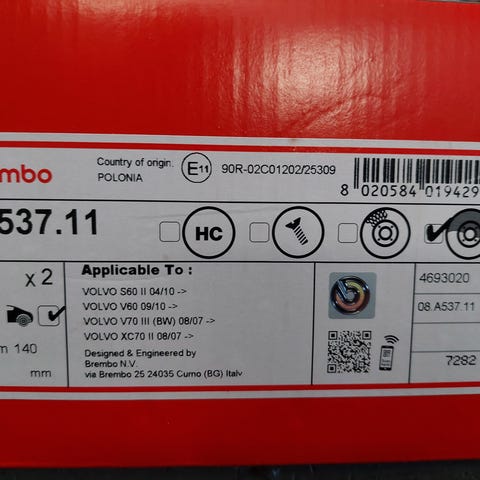 mbo
Country of origin:
POLONIA
E11
90R-02C01202/25309
8 020584 019429
537.11
HC
x 2
m 140
mm
Applicable To :
VOLVO S60 II 04/10 ->
VOLVO V60 09/10 ->
VOLVO V70 III (BW) 08/07 ->
VOLVO XC70 II 08/07 ->
Designed & Engineered by
Brembo N.V.
via Brembo 25 24035 Curno (BG) Italy
4693020
08.A537.11
7282